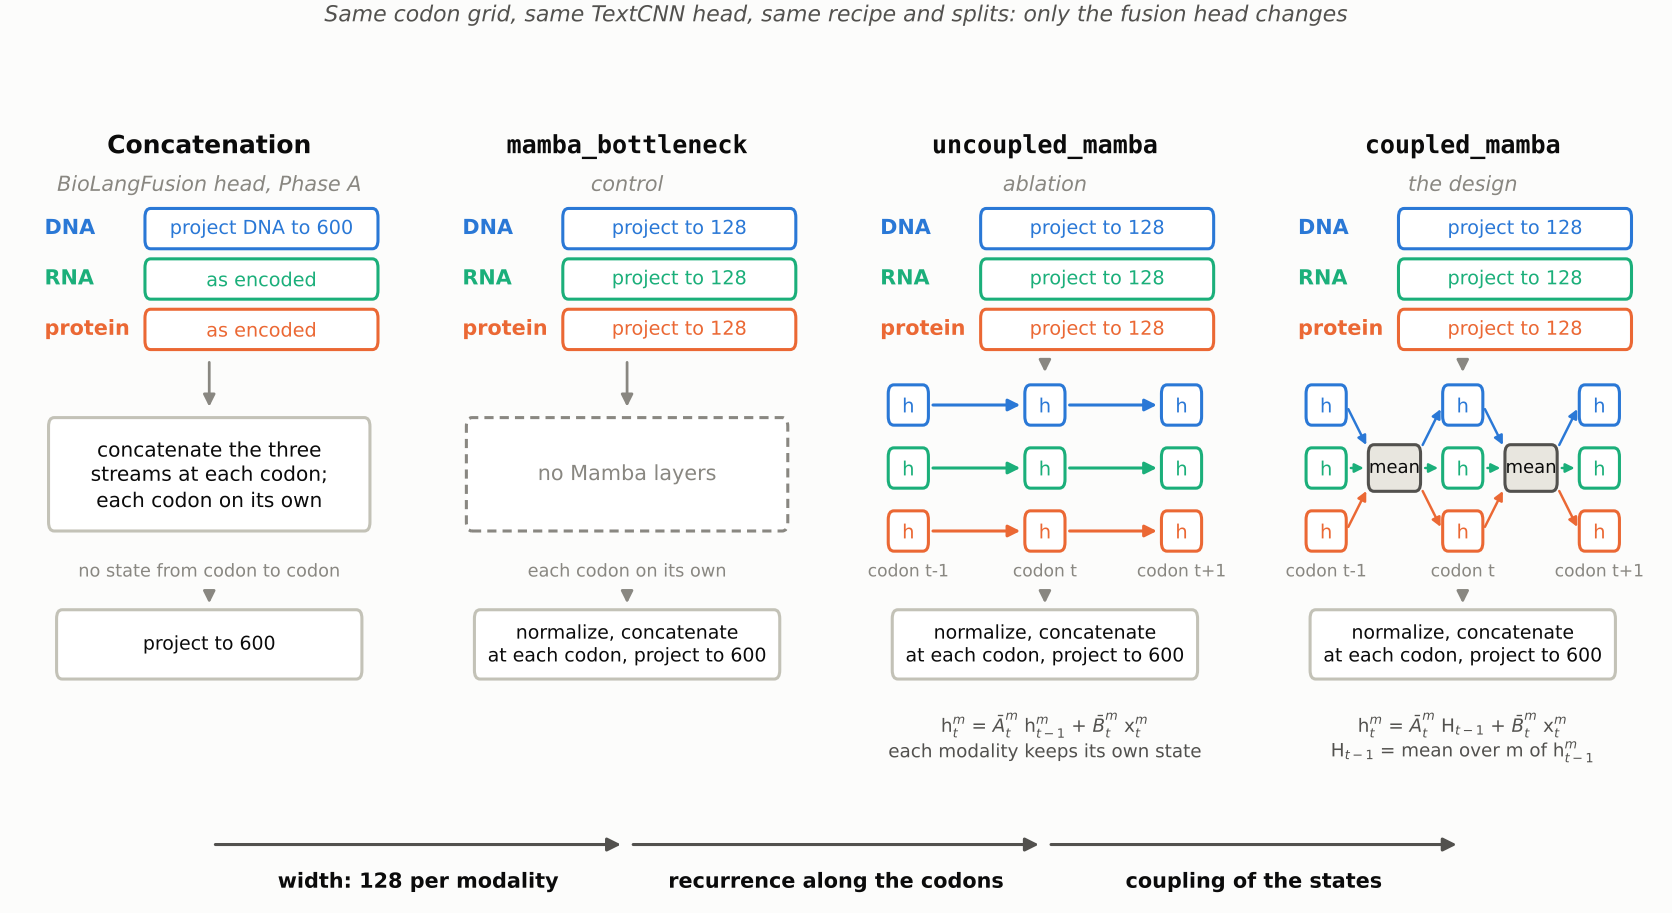 Same codon grid, same TextCNN head, same recipe and splits: only the fusion head changes
Concatenation
BioLangFusion head, Phase A
DNA project DNA to 600
RNA as encoded
protein as encoded
concatenate the three
streams at each codon;
each codon on its own
no state from codon to codon
project to 600
mamba_bottleneck
control
DNA project to 128
RNA project to 128
protein project to 128
no Mamba layers
each codon on its own
normalize, concatenate
at each codon, project to 600
uncoupled_mamba
ablation
DNA project to 128
RNA project to 128
protein project to 128
h h h
h h h
h h h
codon t-1 codon t codon t+1
normalize, concatenate
at each codon, project to 600
h_t^m = Ā_t^m h_{t−1}^m + B̄_t^m x_t^m
each modality keeps its own state
coupled_mamba
the design
DNA project to 128
RNA project to 128
protein project to 128
h h h
h mean h mean h
h h h
codon t-1 codon t codon t+1
normalize, concatenate
at each codon, project to 600
h_t^m = Ā_t^m H_{t−1} + B̄_t^m x_t^m
H_{t−1} = mean over m of h_{t−1}^m
width: 128 per modality
recurrence along the codons
coupling of the states